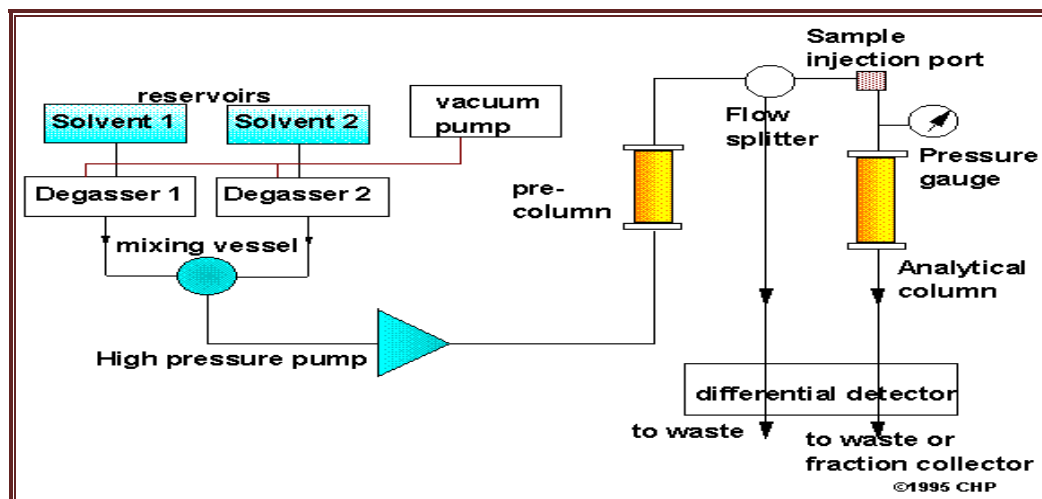 reservoirs
Solvent 1
Solvent 2
vacuum
pump
Degasser 1
Degasser 2
mixing vessel
High pressure pump
pre-
column
Flow
splitter
Sample
injection port
Pressure
gauge
Analytical
column
differential detector
to waste
to waste or
fraction collector
©1995 CHP